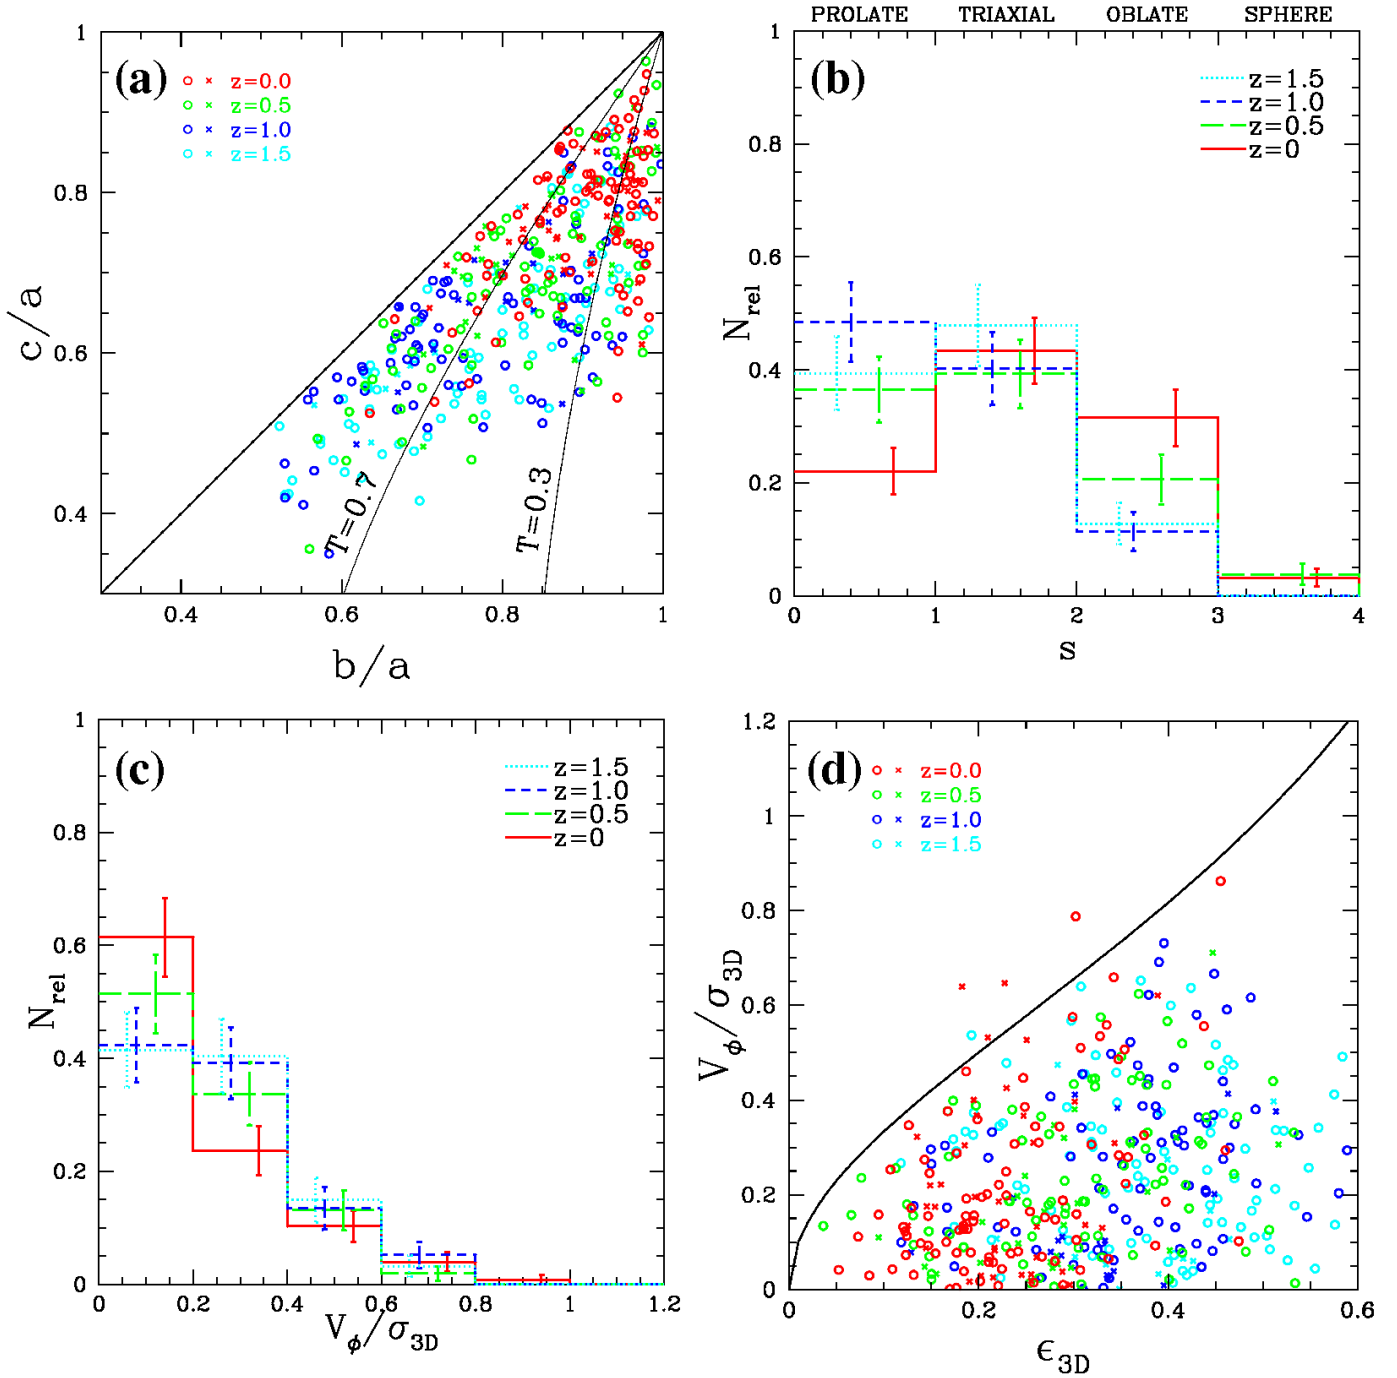 (a)
z=0.0
z=0.5
z=1.0
z=1.5
1
0.8
0.6
0.4
c/a
T=0.7
T=0.3
0.4 0.6 0.8 1
b/a
PROLATE TRIAXIAL OBLATE SPHERE
(b)
z=1.5
z=1.0
z=0.5
z=0
1
0.8
0.6
0.4
0.2
0
N_rel
0 1 2 3 4
S
(c)
z=1.5
z=1.0
z=0.5
z=0
1
0.8
0.6
0.4
0.2
0
N_rel
0 0.2 0.4 0.6 0.8 1 1.2
V_ϕ/σ_3D
(d)
z=0.0
z=0.5
z=1.0
z=1.5
1.2
1
0.8
0.6
0.4
0.2
0
V_ϕ/σ_3D
0 0.2 0.4 0.6
ϵ_3D